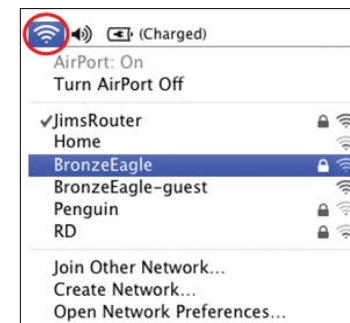 (Charged)
AirPort: On
Turn AirPort Off
✓JimsRouter
Home
BronzeEagle
BronzeEagle-guest
Penguin
RD
Join Other Network...
Create Network...
Open Network Preferences...